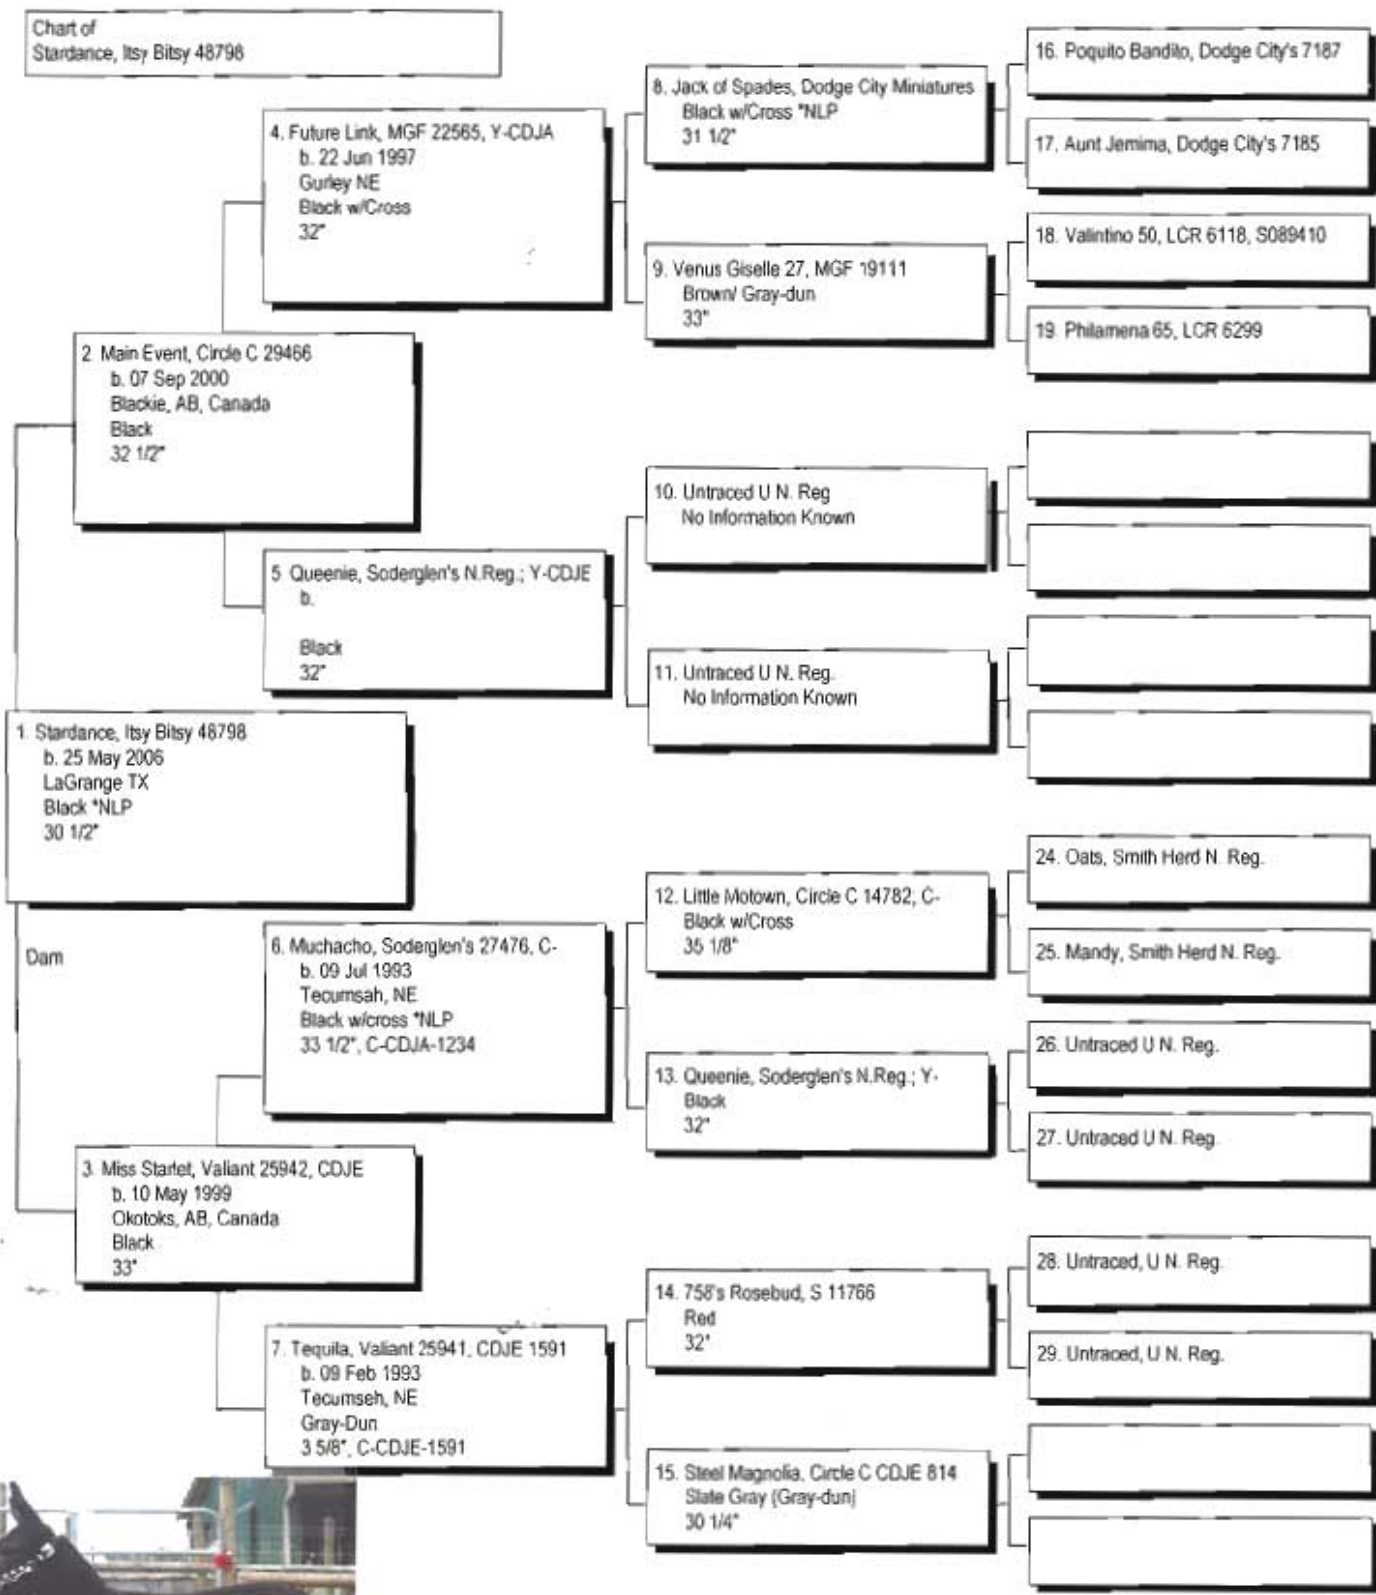 Chart of
Stardance, Itsy Bitsy 48798
1. Stardance, Itsy Bitsy 48798
b. 25 May 2006
LaGrange TX
Black *NLP
30 1/2"
Dam
2 Main Event, Circle C 29466
b. 07 Sep 2000
Blackie, AB, Canada
Black
32 1/2"
3. Miss Starlet, Valiant 25942, CDJE
b. 10 May 1999
Okotoks, AB, Canada
Black
33"
4. Future Link, MGF 22565, Y-CDJA
b. 22 Jun 1997
Gurley NE
Black w/Cross
32"
5 Queenie, Soderglen's N.Reg.; Y-CDJE
b.
Black
32"
6. Muchacho, Soderglen's 27476, C-
b. 09 Jul 1993
Tecumsah, NE
Black w/cross *NLP
33 1/2", C-CDJA-1234
7. Tequila, Valiant 25941, CDJE 1591
b. 09 Feb 1993
Tecumseh, NE
Gray-Dun
3 5/8", C-CDJE-1591
8. Jack of Spades, Dodge City Miniatures
Black w/Cross *NLP
31 1/2"
9. Venus Giselle 27, MGF 19111
Brown/ Gray-dun
33"
10. Untraced U N. Reg
No Information Known
11. Untraced U N. Reg.
No Information Known
12. Little Motown, Circle C 14782, C-
Black w/Cross
35 1/8"
13. Queenie, Soderglen's N.Reg.; Y-
Black
32"
14. 758's Rosebud, S 11766
Red
32"
15. Steel Magnolia, Circle C CDJE 814
Slate Gray (Gray-dun)
30 1/4"
16. Poquito Bandito, Dodge City's 7187
17. Aunt Jemima, Dodge City's 7185
18. Valintino 50, LCR 6118, S089410
19. Philamena 65, LCR 6299
24. Oats, Smith Herd N. Reg.
25. Mandy, Smith Herd N. Reg.
26. Untraced U N. Reg.
27. Untraced U N. Reg.
28. Untraced, U N. Reg.
29. Untraced, U N. Reg.